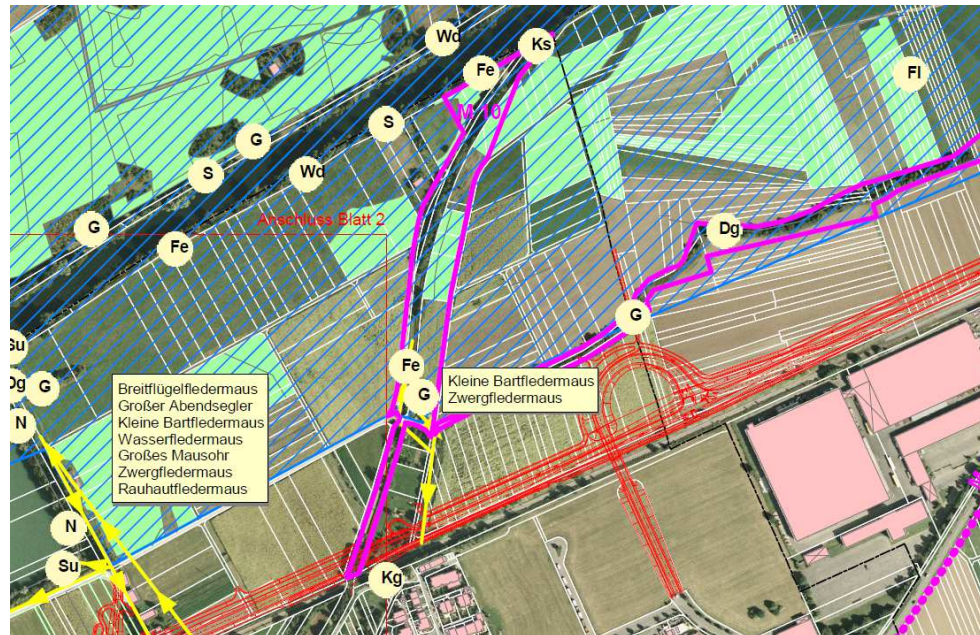 Wd
Ks
Fe
Fl
M 10
S
G
S
Wd
Anschluss Blatt 2
G
Fe
Dg
G
Su
Fe
Dg
G
G
N
Breitflügelfledermaus
Großer Abendsegler
Kleine Bartfledermaus
Wasserfledermaus
Großes Mausohr
Zwergfledermaus
Rauhautfledermaus
Kleine Bartfledermaus
Zwergfledermaus
N
Su
Kg